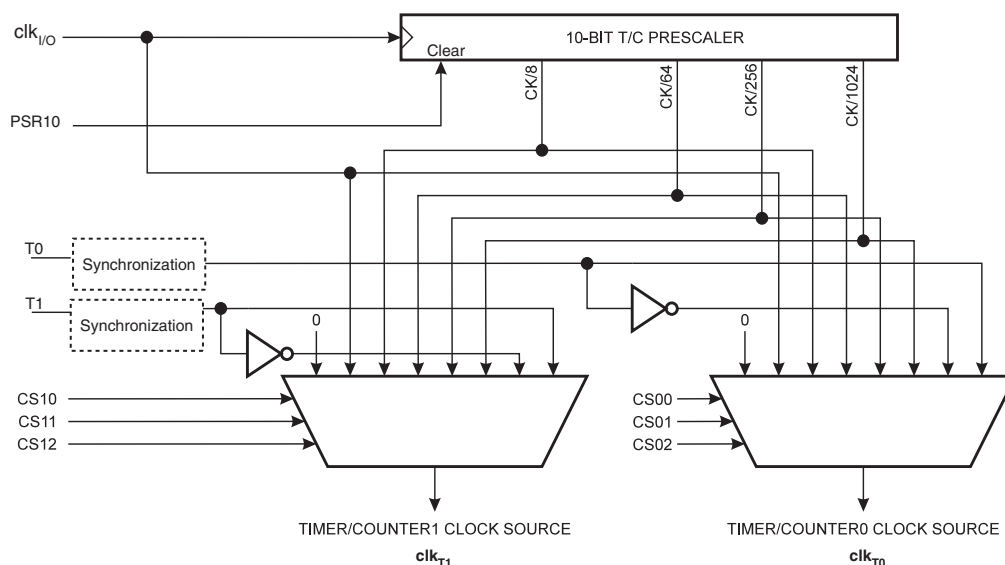 clkI/O
10-BIT T/C PRESCALER
Clear
CK/8
CK/64
CK/256
CK/1024
PSR10
T0
Synchronization
T1
Synchronization
0
0
CS10
CS11
CS12
CS00
CS01
CS02
TIMER/COUNTER1 CLOCK SOURCE
clkT1
TIMER/COUNTER0 CLOCK SOURCE
clkT0